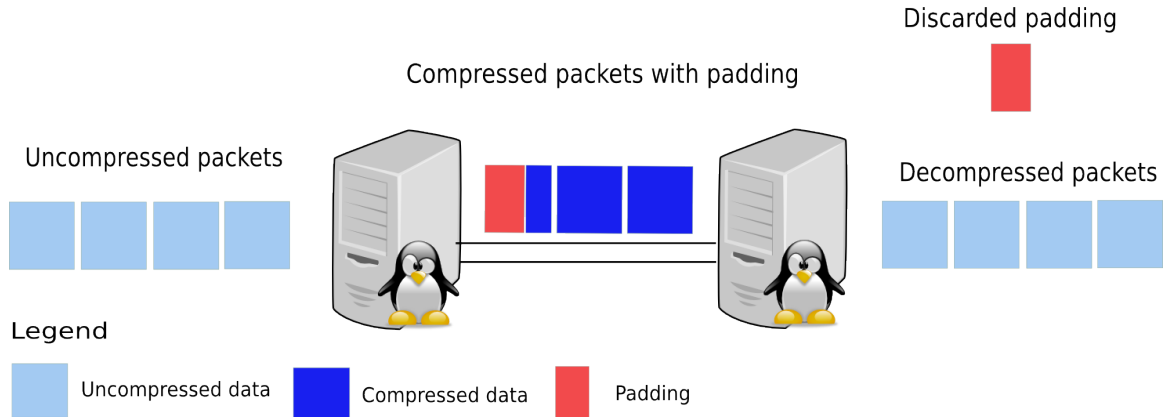 Discarded padding
Compressed packets with padding
Uncompressed packets
Decompressed packets
Legend
Uncompressed data
Compressed data
Padding